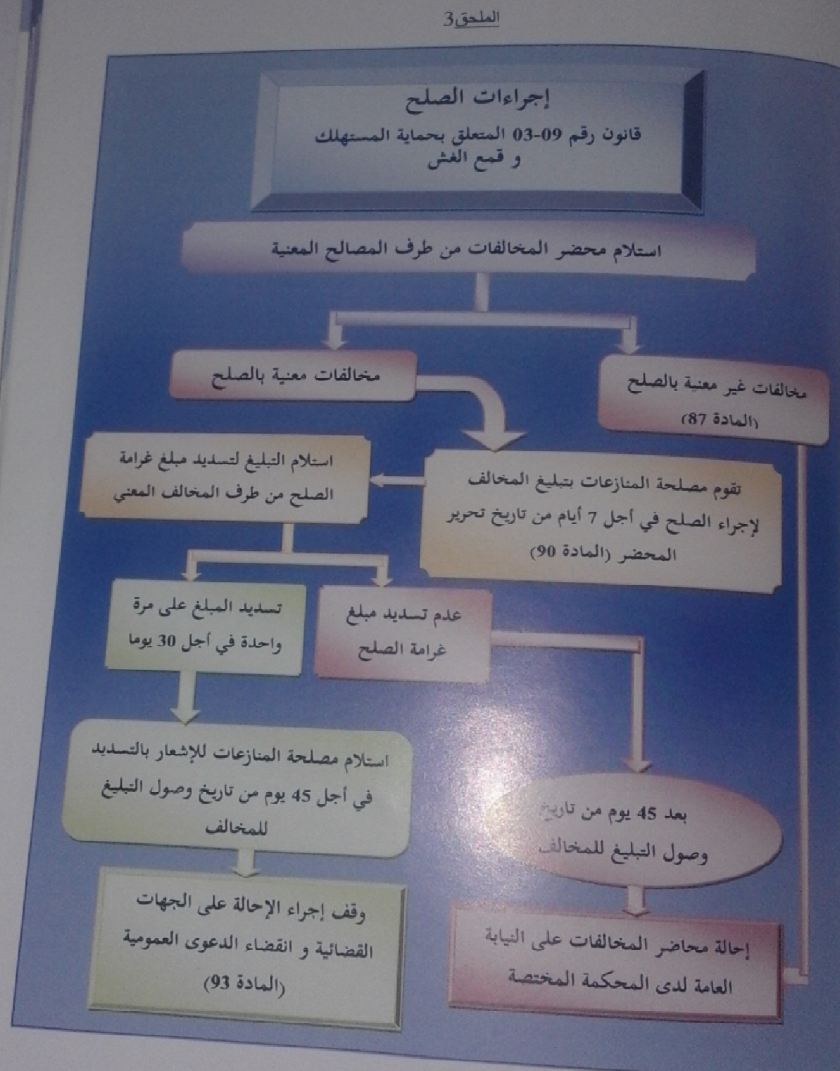 الملحق3
إجراءات الصلح
قانون رقم 09-03 المتعلق بحماية المستهلك
و قمع الغش
استلام محضر المخالفات من طرف المصالح المعنية
مخالفات غير معنية بالصلح
(المادة 87)
مخالفات معنية بالصلح
تقوم مصلحة المنازعات بتبليغ المخالف
لإجراء الصلح في أجل 7 أيام من تاريخ تحرير
المحضر (المادة 90)
استلام التبليغ لتسديد مبلغ غرامة
الصلح من طرف المخالف المعني
عدم تسديد مبلغ
غرامة الصلح
تسديد المبلغ على مرة
واحدة في أجل 30 يوما
بعد 45 يوم من تاريخ
وصول التبليغ للمخالف
استلام مصلحة المنازعات للإشعار بالتسديد
في أجل 45 يوم من تاريخ وصول التبليغ
للمخالف
إحالة محاضر المخالفات على النيابة
العامة لدى المحكمة المختصة
وقف إجراء الإحالة على الجهات
القضائية و انقضاء الدعوى العمومية
(المادة 93)